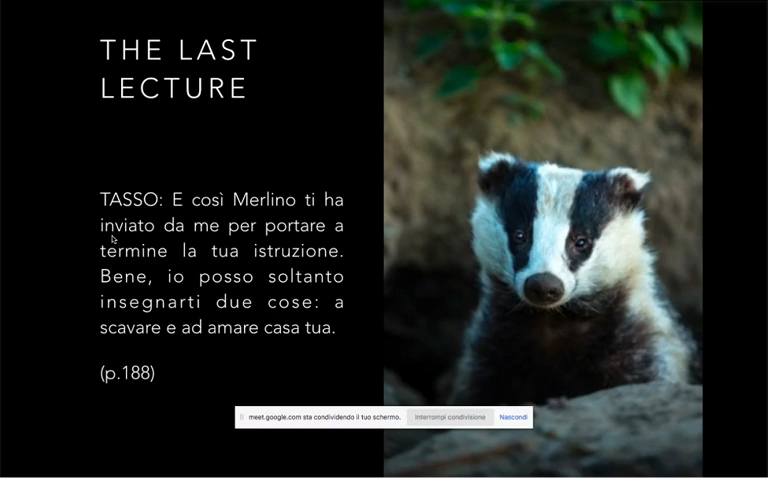 THE LAST
LECTURE
TASSO: E così Merlino ti ha
inviato da me per portare a
termine la tua istruzione.
Bene, io posso soltanto
insegnarti due cose: a
scavare e ad amare casa tua.
(p.188)
meet.google.com sta condividendo il tuo schermo. Interrompi condivisione Nascondi